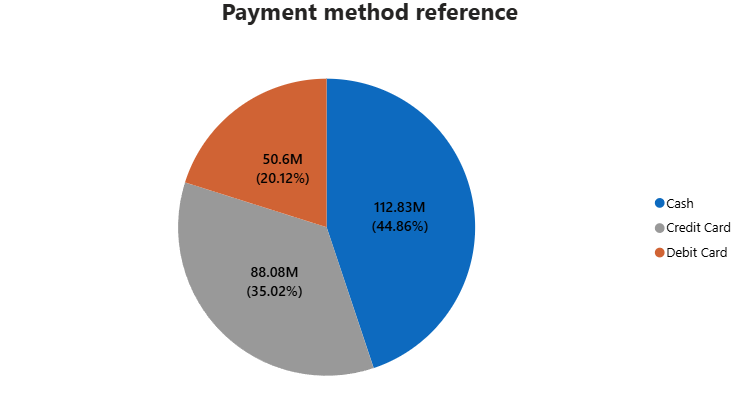 Payment method reference
50.6M
(20.12%)
112.83M
(44.86%)
88.08M
(35.02%)
Cash
Credit Card
Debit Card